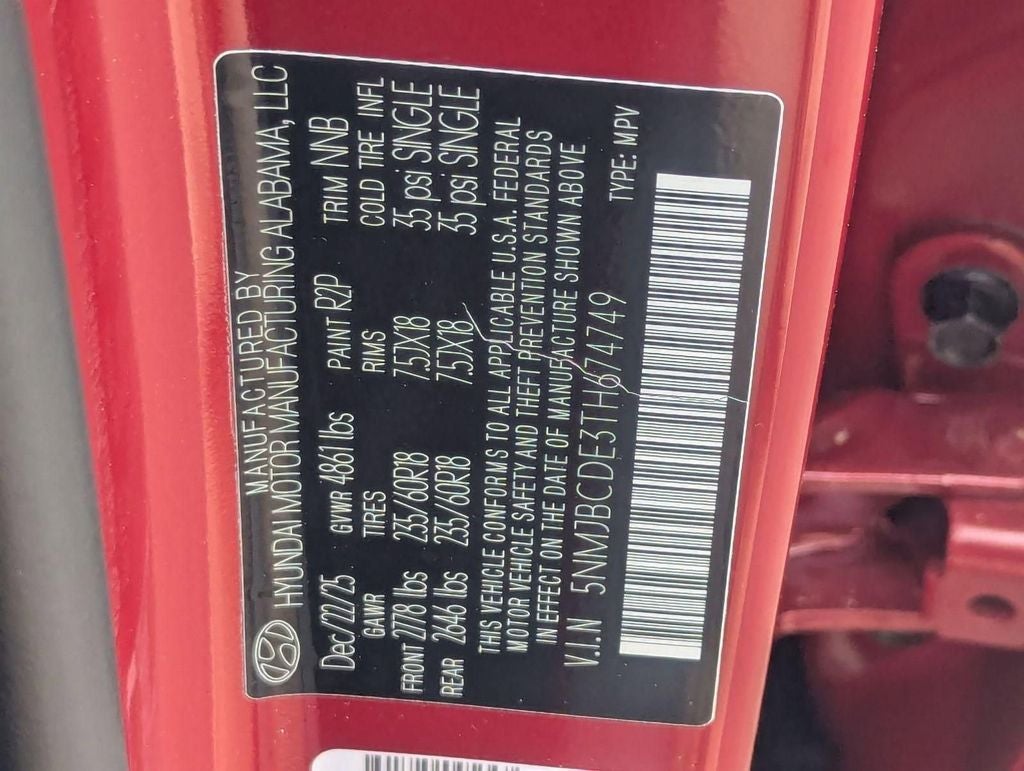 MANUFACTURED BY
HYUNDAI MOTOR MANUFACTURING ALABAMA, LLC
Dec/22/25 GVWR 4861 lbs PAINT R2P TRIM NNB
GAWR TIRES RIMS COLD TIRE INFL
FRONT 2778 lbs 235/60R18 7.5JX18 35 psi SINGLE
REAR 2646 lbs 235/60R18 7.5JX18 35 psi SINGLE
THIS VEHICLE CONFORMS TO ALL APPLICABLE U.S.A. FEDERAL
MOTOR VEHICLE SAFETY AND THEFT PREVENTION STANDARDS
IN EFFECT ON THE DATE OF MANUFACTURE SHOWN ABOVE
V.I.N 5NMJBCDE3TH674749 TYPE: MPV